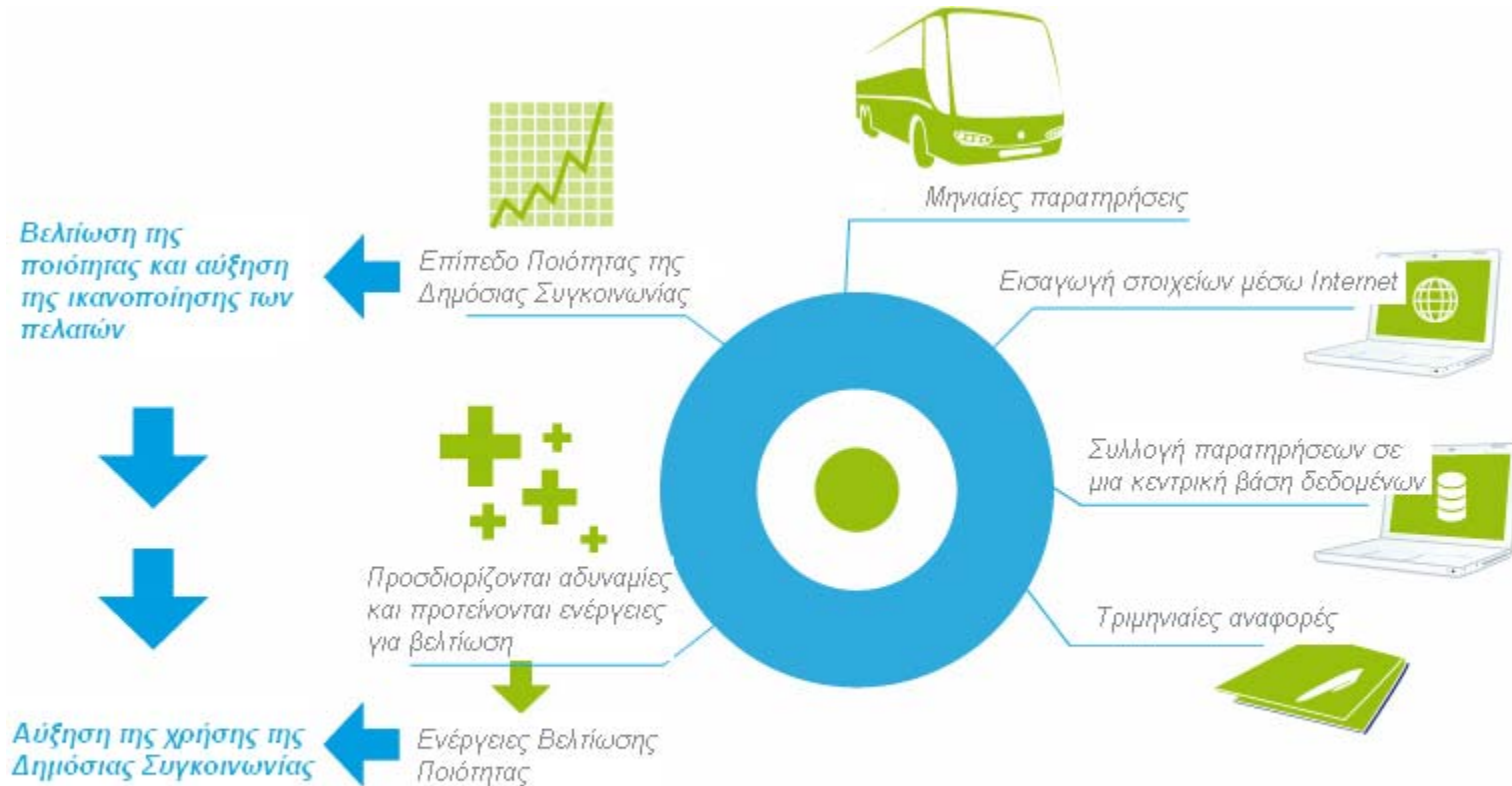 Μηνιαίες παρατηρήσεις
Εισαγωγή στοιχείων μέσω Internet
Συλλογή παρατηρήσεων σε
μια κεντρική βάση δεδομένων
Τριμηνιαίες αναφορές
Προσδιορίζονται αδυναμίες
και προτείνονται ενέργειες
για βελτίωση
Ενέργειες Βελτίωσης
Ποιότητας
Επίπεδο Ποιότητας της
Δημόσιας Συγκοινωνίας
Βελτίωση της
ποιότητας και αύξηση
της ικανοποίησης των
πελατών
Αύξηση της χρήσης της
Δημόσιας Συγκοινωνίας